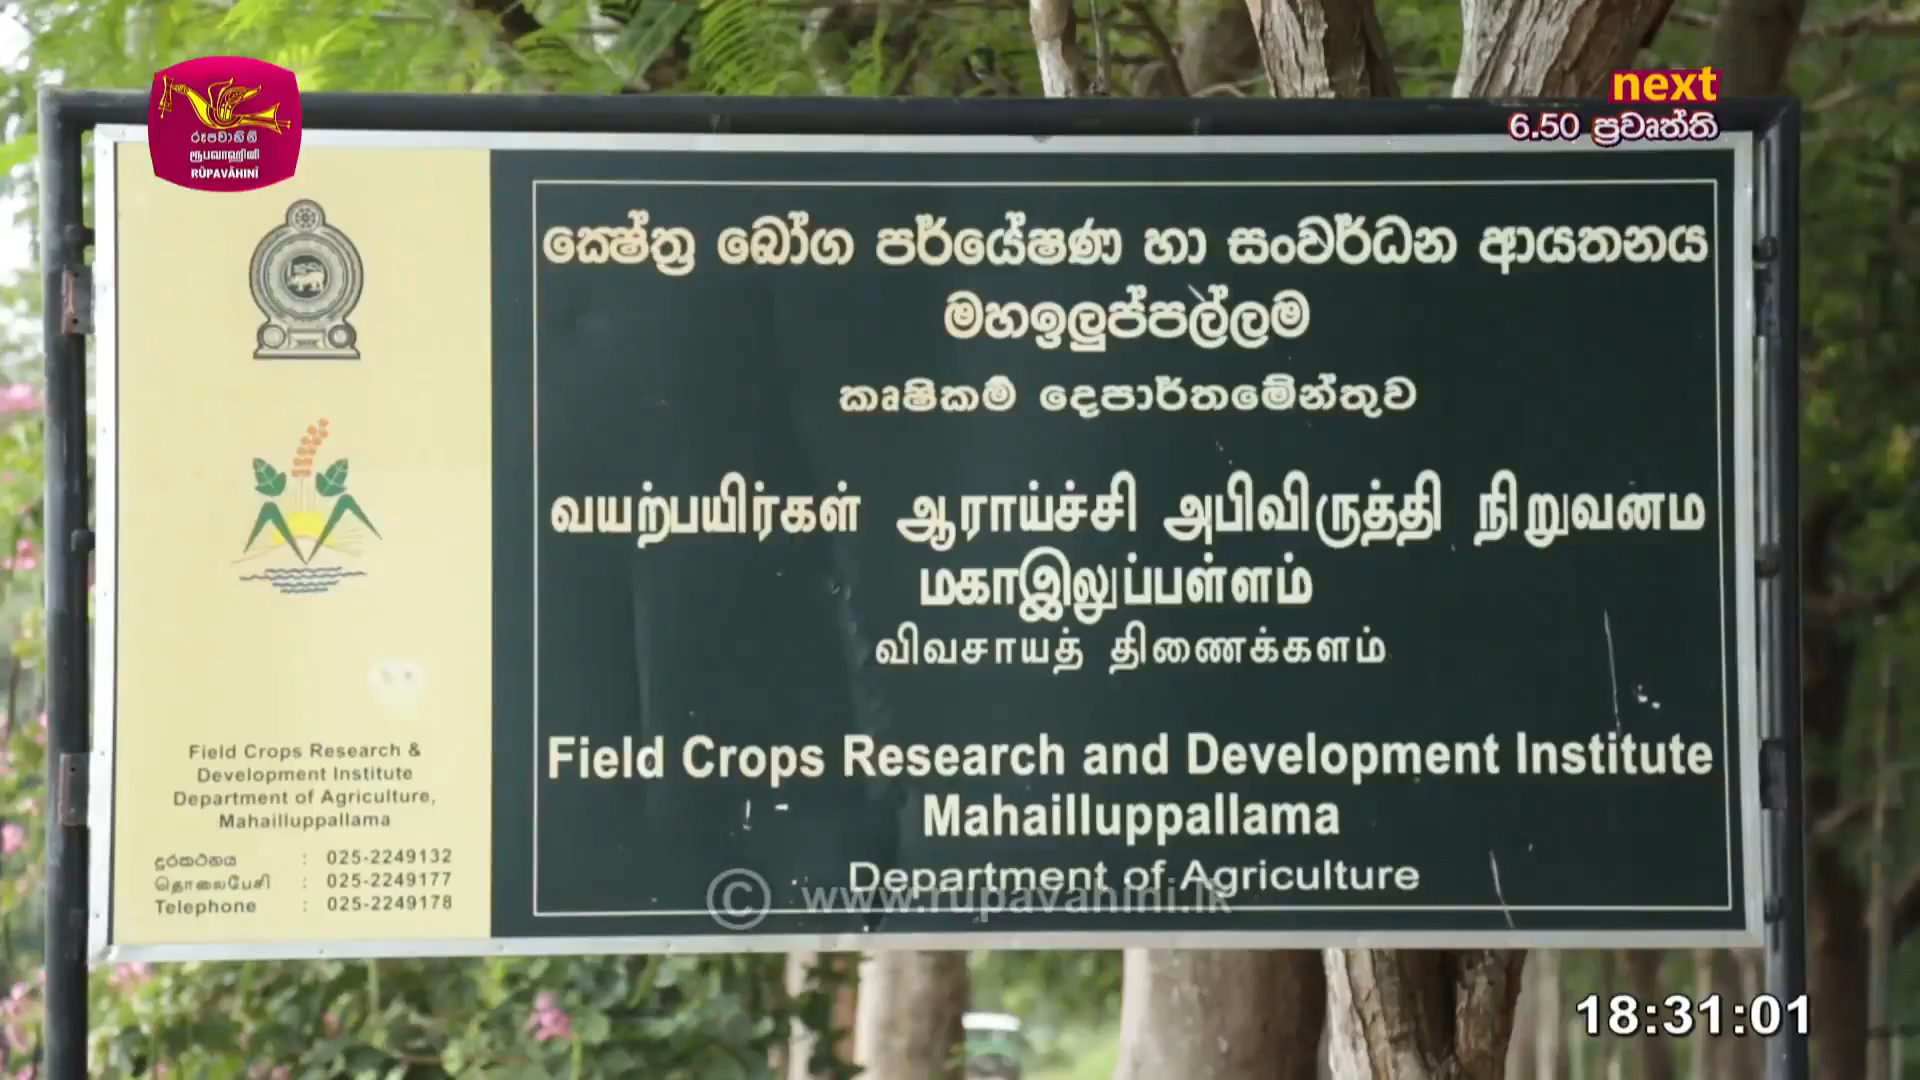 රූපවාහිනී
ரூபவாஹினி
RŪPAVĀHINĪ
next
6.50 ප්‍රවෘත්ති
ක්‍ෂේත්‍ර බෝග පර්යේෂණ හා සංවර්ධන ආයතනය
මහඉලුප්පල්ලම
කෘෂිකම් දෙපාර්තමේන්තුව
வயற்பயிர்கள் ஆராய்ச்சி அபிவிருத்தி நிறுவனம
மகாஇலுப்பள்ளம்
விவசாயத் திணைக்களம்
Field Crops Research and Development Institute
Mahailluppallama
Department of Agriculture
Field Crops Research &
Development Institute
Department of Agriculture,
Mahailluppallama
දුරකථනය : 025-2249132
தொலைபேசி : 025-2249177
Telephone : 025-2249178
© www.rupavahini.lk
18:31:01